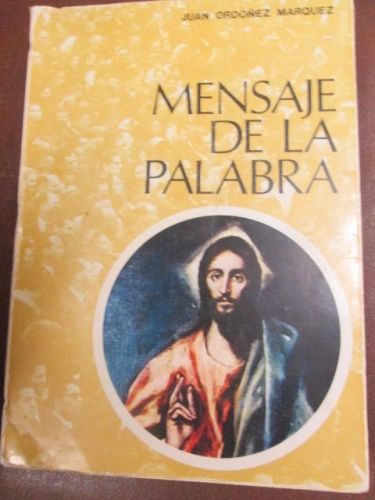 JUAN ORDOÑEZ MARQUEZ
MENSAJE
DE LA
PALABRA